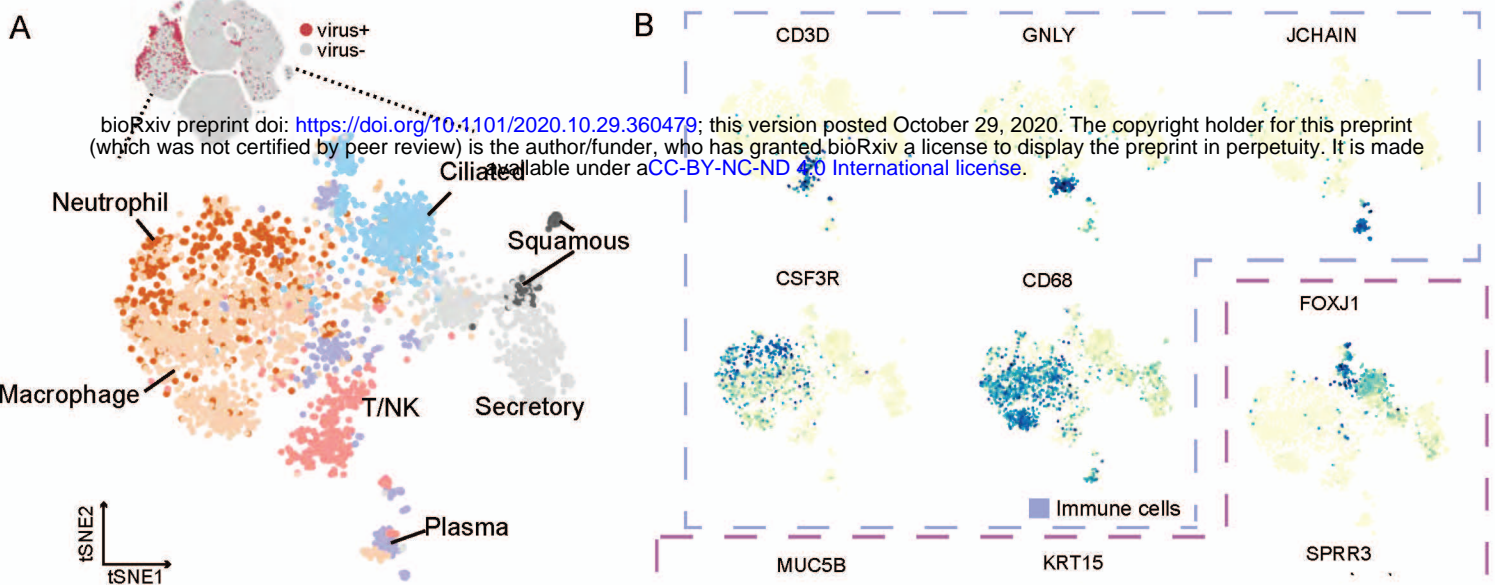 A
virus+
virus-
B
CD3D
GNLY
JCHAIN
bioRxiv preprint doi: https://doi.org/10.1101/2020.10.29.360479; this version posted October 29, 2020. The copyright holder for this preprint
(which was not certified by peer review) is the author/funder, who has granted bioRxiv a license to display the preprint in perpetuity. It is made
available under aCC-BY-NC-ND 4.0 International license.
Ciliated
Neutrophil
Squamous
Macrophage
T/NK
Secretory
Plasma
tSNE2
tSNE1
CSF3R
CD68
FOXJ1
Immune cells
MUC5B
KRT15
SPRR3